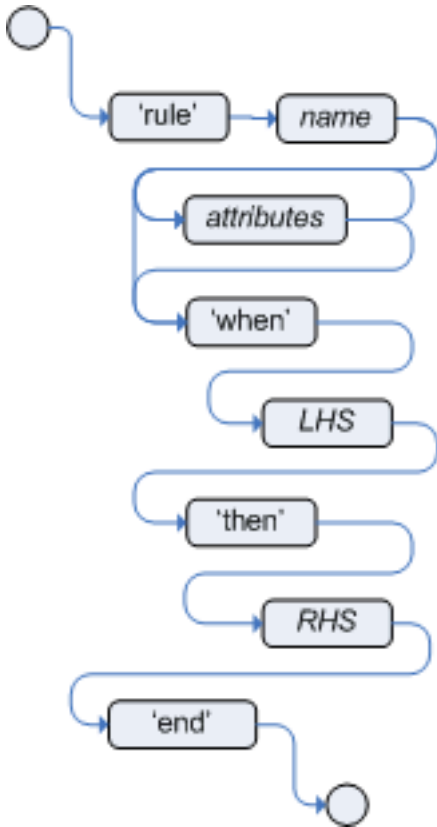 ‘rule’ name
attributes
‘when’
LHS
‘then’
RHS
‘end’